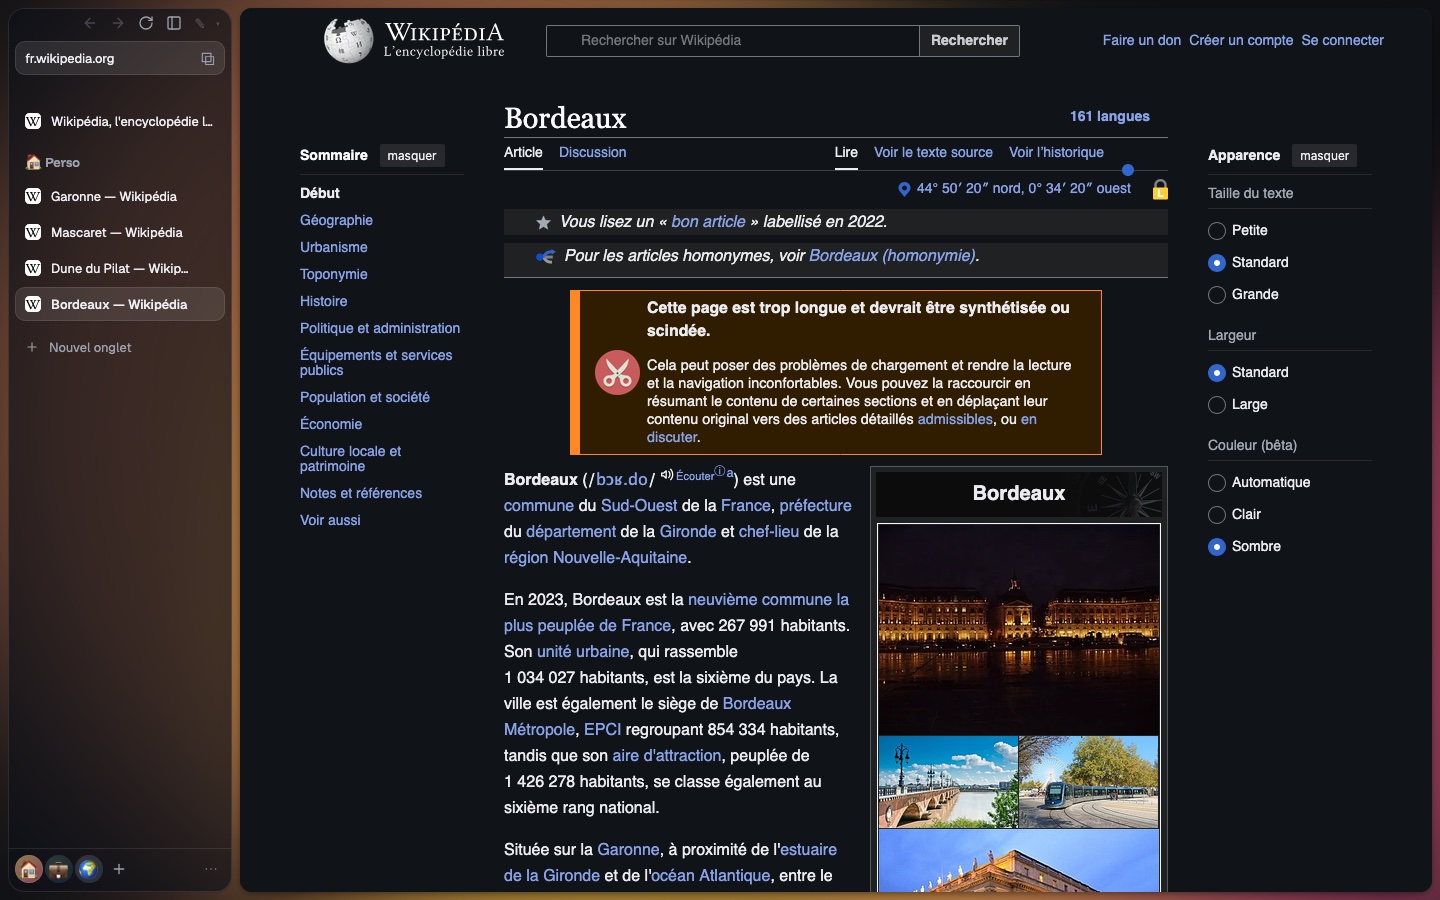 fr.wikipedia.org
Wikipédia, l'encyclopédie l...
Perso
Garonne — Wikipédia
Mascaret — Wikipédia
Dune du Pilat — Wikip...
Bordeaux — Wikipédia
Nouvel onglet
WIKIPÉDIA
L'encyclopédie libre
Rechercher sur Wikipédia
Rechercher
Faire un don Créer un compte Se connecter
Bordeaux
161 langues
Sommaire masquer
Début
Géographie
Urbanisme
Toponymie
Histoire
Politique et administration
Équipements et services
publics
Population et société
Économie
Culture locale et
patrimoine
Notes et références
Voir aussi
Article Discussion
Lire Voir le texte source Voir l'historique
44° 50′ 20″ nord, 0° 34′ 20″ ouest
Vous lisez un « bon article » labellisé en 2022.
Pour les articles homonymes, voir Bordeaux (homonymie).
Cette page est trop longue et devrait être synthétisée ou
scindée.
Cela peut poser des problèmes de chargement et rendre la lecture
et la navigation inconfortables. Vous pouvez la raccourcir en
résumant le contenu de certaines sections et en déplaçant leur
contenu original vers des articles détaillés admissibles, ou en
discuter.
Bordeaux (/bɔʁ.do/ Écouterⓘa) est une
commune du Sud-Ouest de la France, préfecture
du département de la Gironde et chef-lieu de la
région Nouvelle-Aquitaine.
En 2023, Bordeaux est la neuvième commune la
plus peuplée de France, avec 267 991 habitants.
Son unité urbaine, qui rassemble
1 034 027 habitants, est la sixième du pays. La
ville est également le siège de Bordeaux
Métropole, EPCI regroupant 854 334 habitants,
tandis que son aire d'attraction, peuplée de
1 426 278 habitants, se classe également au
sixième rang national.
Située sur la Garonne, à proximité de l'estuaire
de la Gironde et de l'océan Atlantique, entre le
Bordeaux
Apparence masquer
Taille du texte
Petite
Standard
Grande
Largeur
Standard
Large
Couleur (bêta)
Automatique
Clair
Sombre